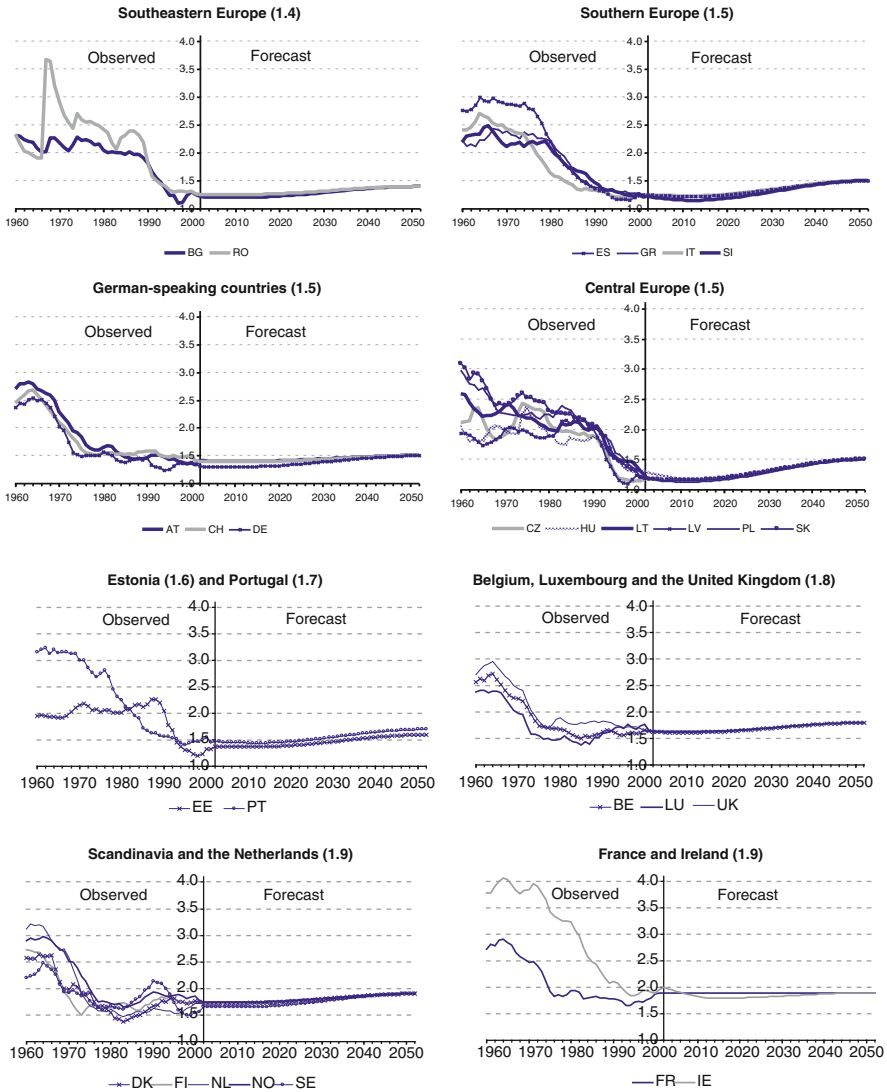 Southeastern Europe (1.4)
Observed
Forecast
4.0
3.5
3.0
2.5
2.0
1.5
1.0
1960 1970 1980 1990 2000 2010 2020 2030 2040 2050
BG RO
Southern Europe (1.5)
Observed
Forecast
4.0
3.5
3.0
2.5
2.0
1.5
1.0
1960 1970 1980 1990 2000 2010 2020 2030 2040 2050
ES GR IT SI
German-speaking countries (1.5)
Observed
Forecast
4.0
3.5
3.0
2.5
2.0
1.5
1.0
1960 1970 1980 1990 2000 2010 2020 2030 2040 2050
AT CH DE
Central Europe (1.5)
Observed
Forecast
4.0
3.5
3.0
2.5
2.0
1.5
1.0
1960 1970 1980 1990 2000 2010 2020 2030 2040 2050
CZ HU LT LV PL SK
Estonia (1.6) and Portugal (1.7)
Observed
Forecast
4.0
3.5
3.0
2.5
2.0
1.5
1.0
1960 1970 1980 1990 2000 2010 2020 2030 2040 2050
EE PT
Belgium, Luxembourg and the United Kingdom (1.8)
Observed
Forecast
4.0
3.5
3.0
2.5
2.0
1.5
1.0
1960 1970 1980 1990 2000 2010 2020 2030 2040 2050
BE LU UK
Scandinavia and the Netherlands (1.9)
Observed
Forecast
4.0
3.5
3.0
2.5
2.0
1.5
1.0
1960 1970 1980 1990 2000 2010 2020 2030 2040 2050
DK FI NL NO SE
France and Ireland (1.9)
Observed
Forecast
4.0
3.5
3.0
2.5
2.0
1.5
1.0
1960 1970 1980 1990 2000 2010 2020 2030 2040 2050
FR IE